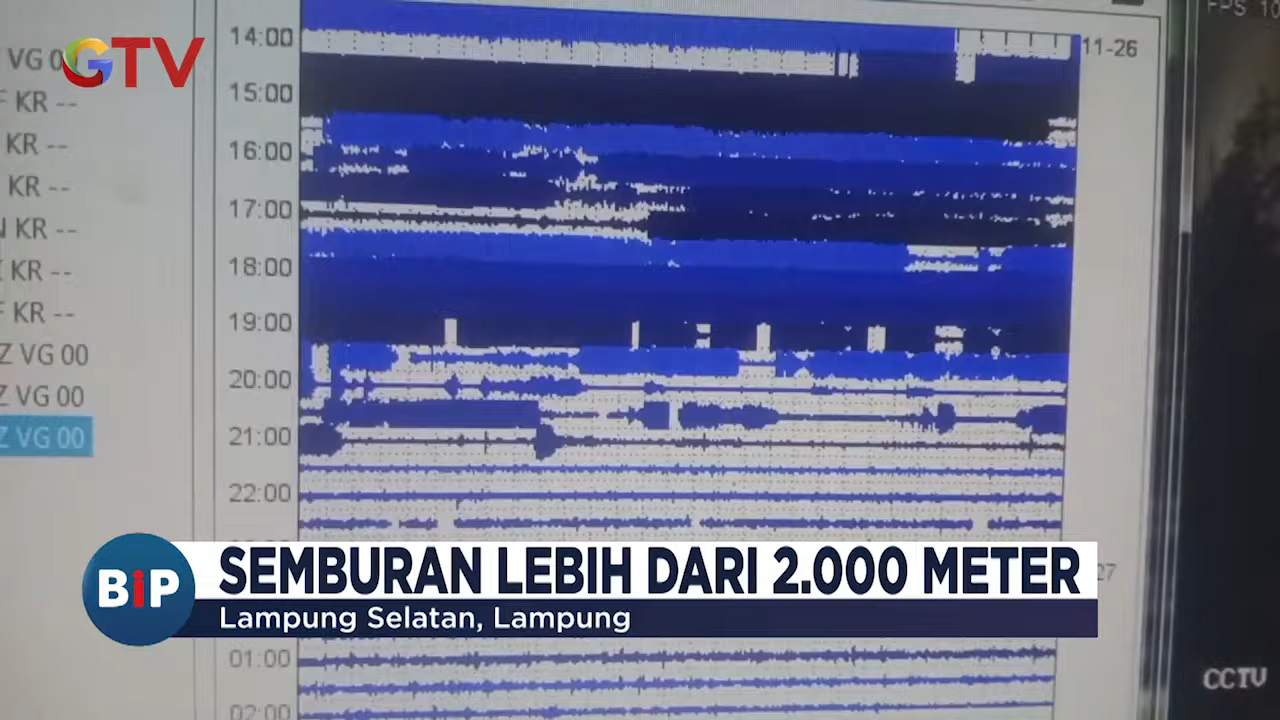 FPS 10
14:00
11-26
VG 0
GTV
KR --
15:00
KR --
16:00
KR --
17:00
KR --
18:00
KR --
KR --
19:00
Z VG 00
20:00
Z VG 00
21:00
Z VG 00
22:00
BiP
SEMBURAN LEBIH DARI 2.000 METER
27
Lampung Selatan, Lampung
01:00
CCTV
02:00